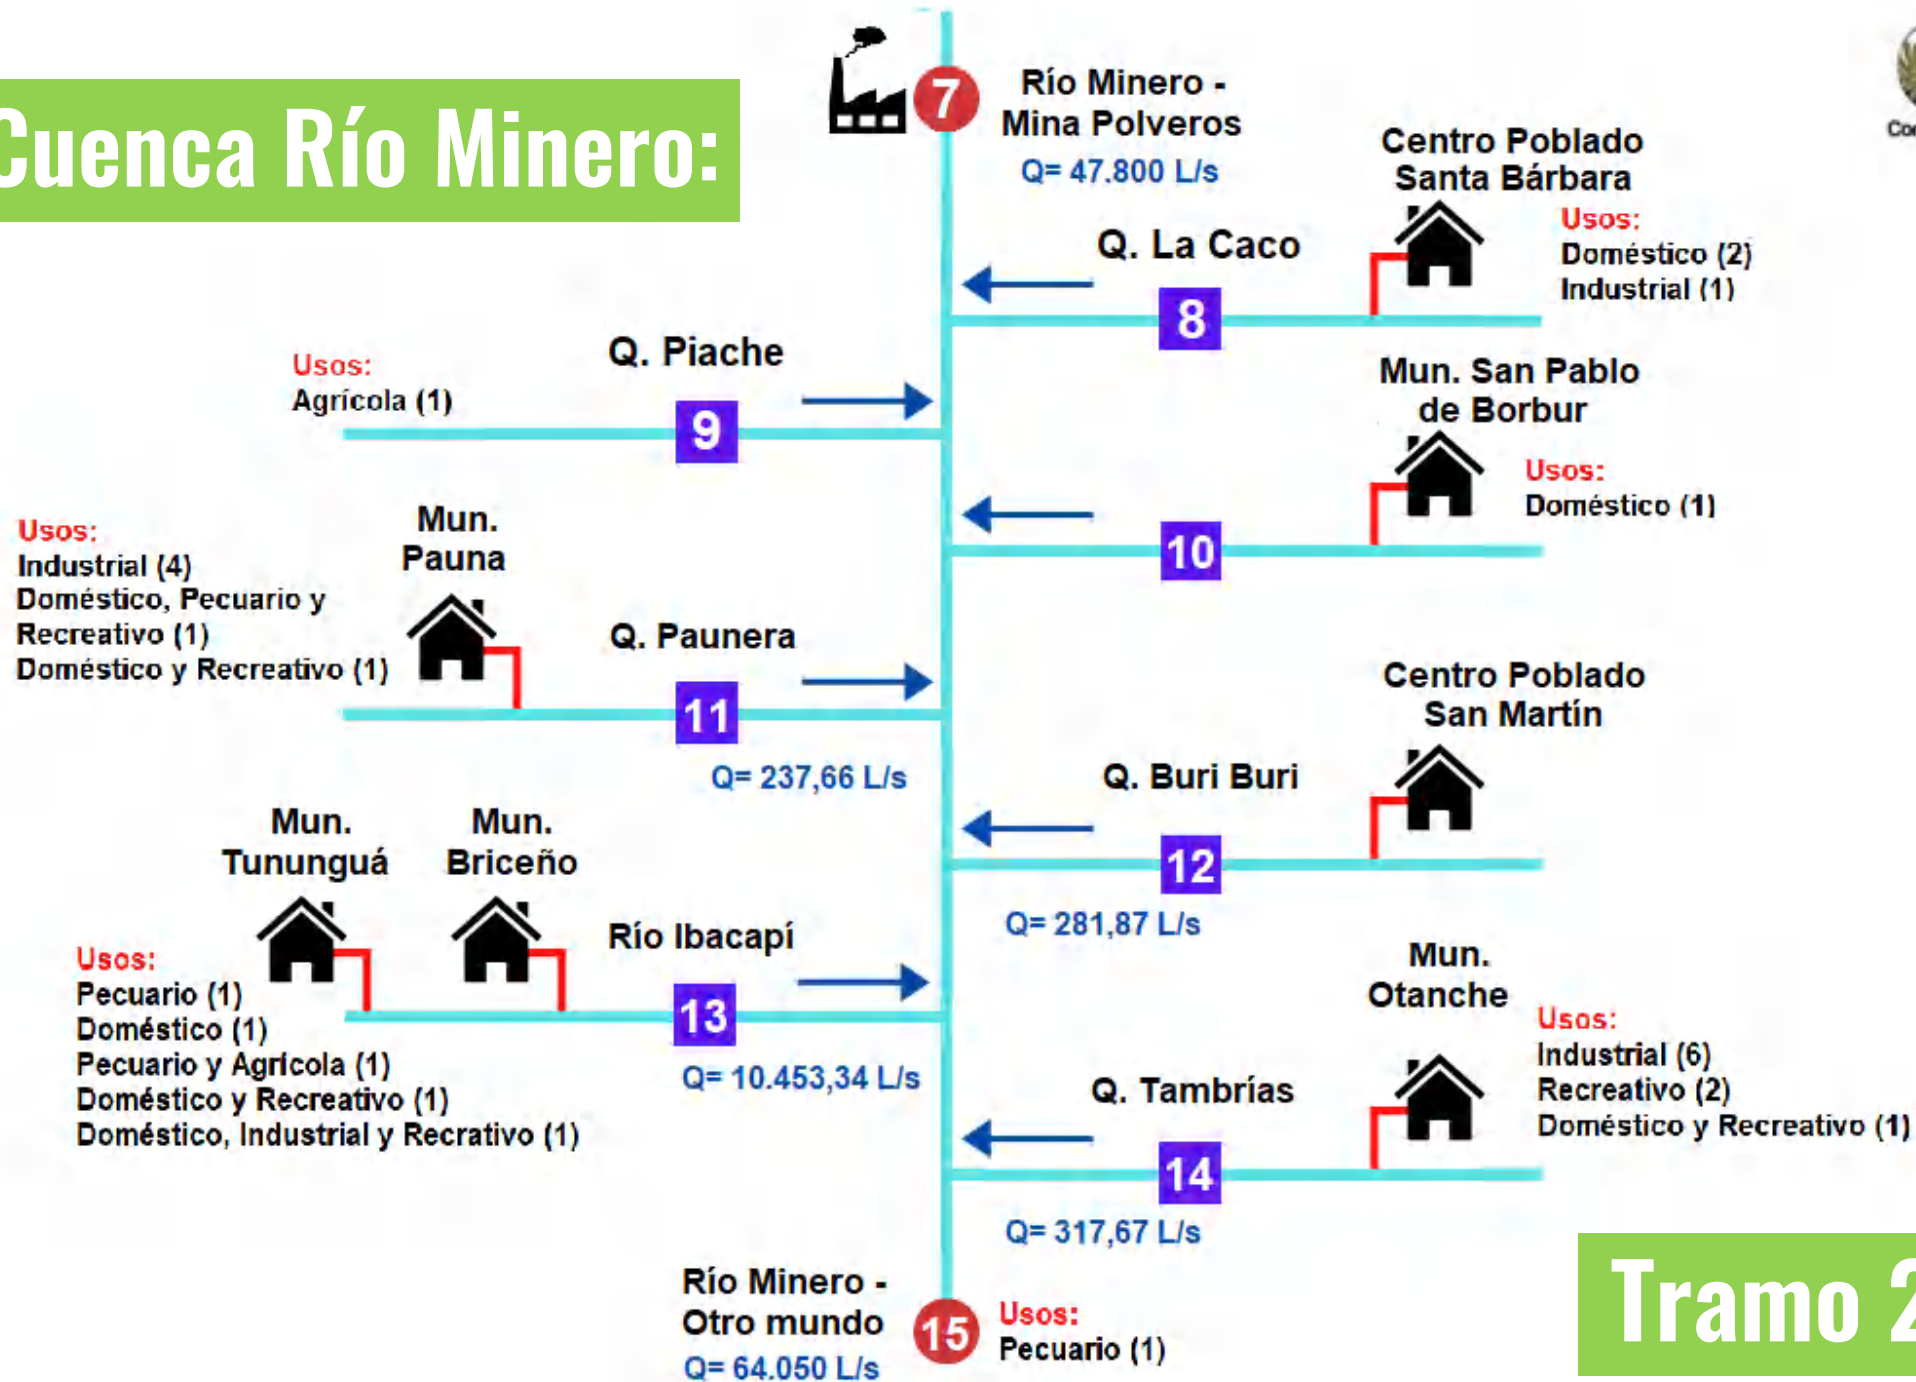 Cuenca Río Minero:
7
Río Minero -
Mina Polveros
Q= 47.800 L/s
Centro Poblado
Santa Bárbara
Usos:
Doméstico (2)
Industrial (1)
Q. La Caco
8
Usos:
Agrícola (1)
Q. Piache
9
Mun. San Pablo
de Borbur
Usos:
Doméstico (1)
10
Usos:
Industrial (4)
Doméstico, Pecuario y
Recreativo (1)
Doméstico y Recreativo (1)
Mun.
Pauna
Q. Paunera
11
Q= 237,66 L/s
Centro Poblado
San Martín
Q. Buri Buri
12
Q= 281,87 L/s
Mun.
Tununguá
Mun.
Briceño
Río Ibacapí
13
Q= 10.453,34 L/s
Usos:
Pecuario (1)
Doméstico (1)
Pecuario y Agrícola (1)
Doméstico y Recreativo (1)
Doméstico, Industrial y Recrativo (1)
Mun.
Otanche
Usos:
Industrial (6)
Recreativo (2)
Doméstico y Recreativo (1)
Q. Tambrías
14
Q= 317,67 L/s
Río Minero -
Otro mundo
Q= 64.050 L/s
15
Usos:
Pecuario (1)
Tramo 2